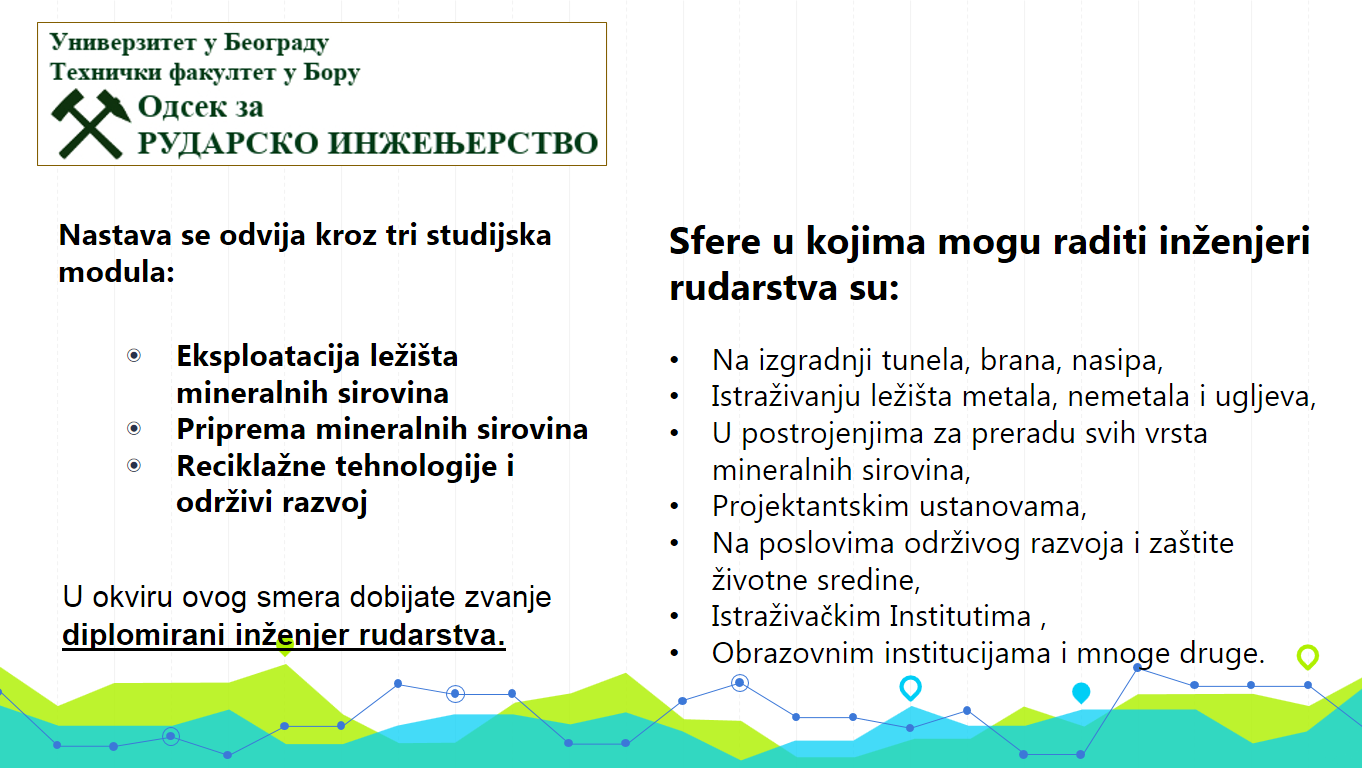 Универзитет у Београду
Технички факултет у Бору
Одсек за
РУДАРСКО ИНЖЕЊЕРСТВО
Nastava se odvija kroz tri studijska
modula:
Eksploatacija ležišta
mineralnih sirovina
Priprema mineralnih sirovina
Reciklažne tehnologije i
održivi razvoj
U okviru ovog smera dobijate zvanje
diplomirani inženjer rudarstva.
Sfere u kojima mogu raditi inženjeri
rudarstva su:
• Na izgradnji tunela, brana, nasipa,
• Istraživanju ležišta metala, nemetala i ugljeva,
• U postrojenjima za preradu svih vrsta
mineralnih sirovina,
• Projektantskim ustanovama,
• Na poslovima održivog razvoja i zaštite
životne sredine,
• Istraživačkim Institutima ,
• Obrazovnim institucijama i mnoge druge.